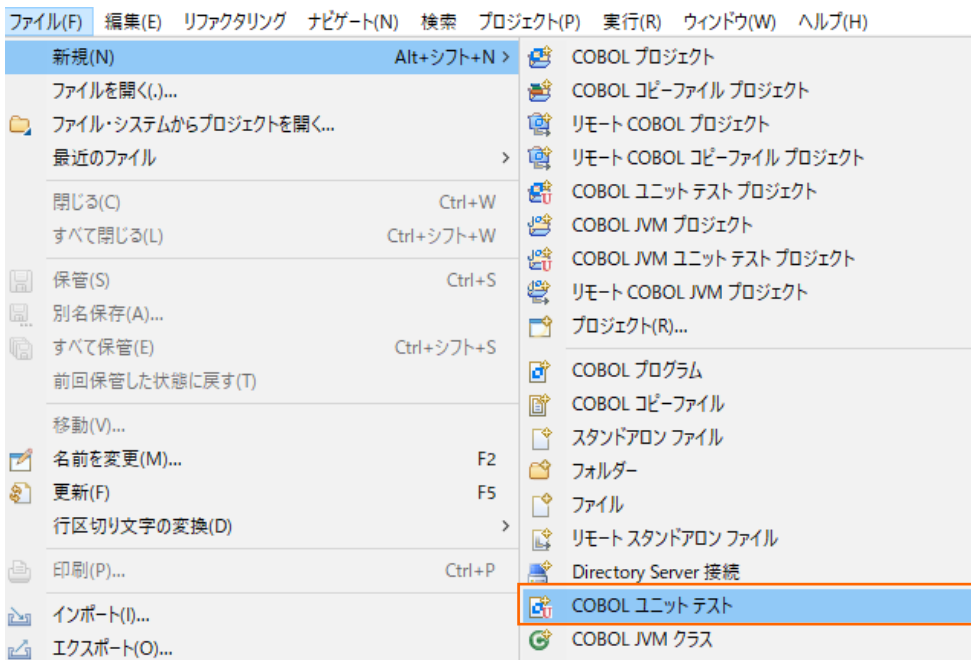 ファイル(F) 編集(E) リファクタリング ナビゲート(N) 検索 プロジェクト(P) 実行(R) ウィンドウ(W) ヘルプ(H)
新規(N) Alt+シフト+N >
ファイルを開く(.)...
ファイル・システムからプロジェクトを開く...
最近のファイル >
閉じる(C) Ctrl+W
すべて閉じる(L) Ctrl+シフト+W
保管(S) Ctrl+S
別名保存(A)...
すべて保管(E) Ctrl+シフト+S
前回保管した状態に戻す(T)
移動(V)...
名前を変更(M)... F2
更新(F) F5
行区切り文字の変換(D) >
印刷(P)... Ctrl+P
インポート(I)...
エクスポート(O)...
COBOL プロジェクト
COBOL コピーファイル プロジェクト
リモート COBOL プロジェクト
リモート COBOL コピーファイル プロジェクト
COBOL ユニット テスト プロジェクト
COBOL JVM プロジェクト
COBOL JVM ユニット テスト プロジェクト
リモート COBOL JVM プロジェクト
プロジェクト(R)...
COBOL プログラム
COBOL コピーファイル
スタンドアロン ファイル
フォルダー
ファイル
リモート スタンドアロン ファイル
Directory Server 接続
COBOL ユニット テスト
COBOL JVM クラス